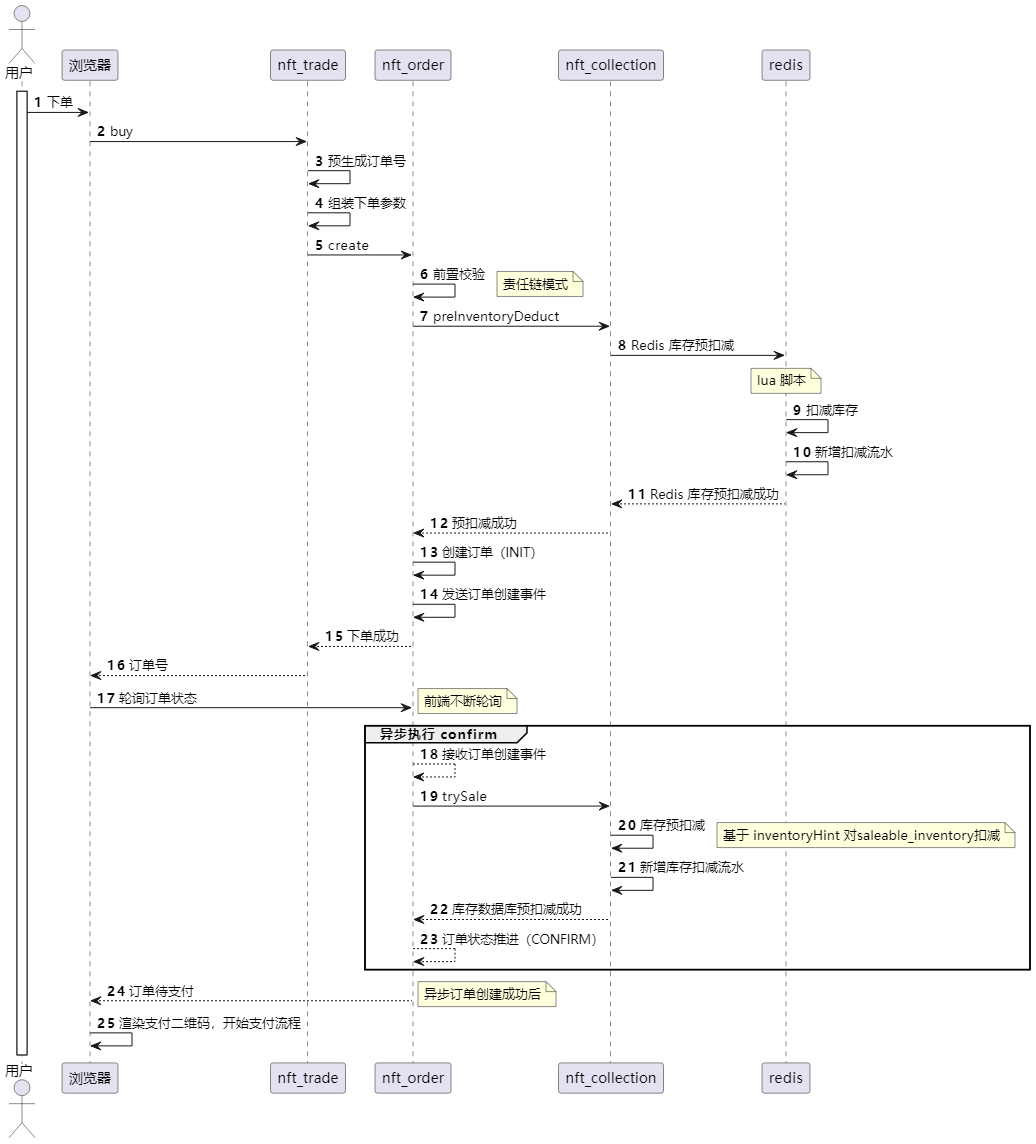 用户
浏览器
nft_trade
nft_order
nft_collection
redis
1 下单
2 buy
3 预生成订单号
4 组装下单参数
5 create
6 前置校验
责任链模式
7 preInventoryDeduct
8 Redis 库存预扣减
lua 脚本
9 扣减库存
10 新增扣减流水
11 Redis 库存预扣减成功
12 预扣减成功
13 创建订单（INIT）
14 发送订单创建事件
15 下单成功
16 订单号
17 轮询订单状态
前端不断轮询
异步执行 confirm
18 接收订单创建事件
19 trySale
20 库存预扣减
基于 inventoryHint 对saleable_inventory扣减
21 新增库存扣减流水
22 库存数据库预扣减成功
23 订单状态推进（CONFIRM）
24 订单待支付
异步订单创建成功后
25 渲染支付二维码，开始支付流程
用户
浏览器
nft_trade
nft_order
nft_collection
redis